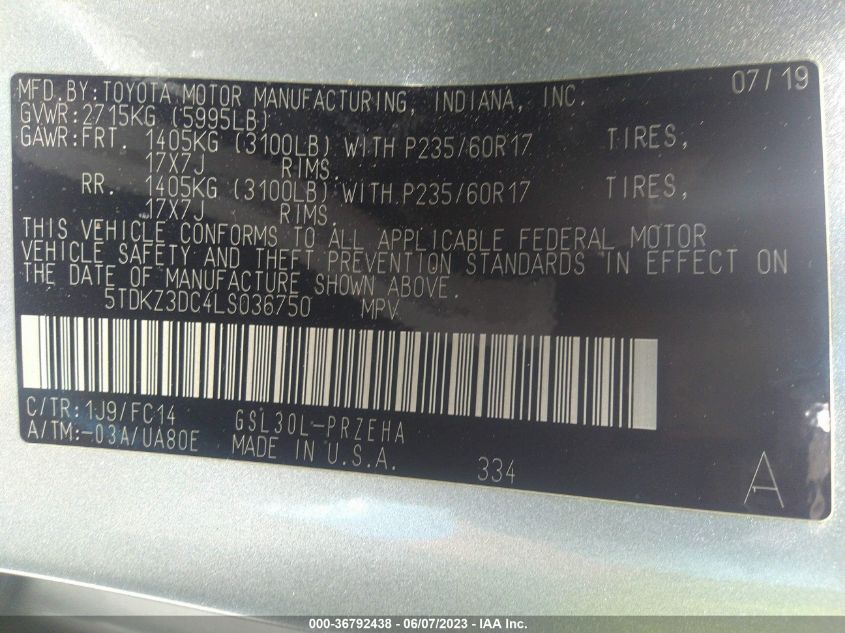 MFD.BY:TOYOTA MOTOR MANUFACTURING, INDIANA, INC. 07/19
GVWR:2715KG (5995LB)
GAWR:FRT. 1405KG (3100LB) WITH P235/60R17 TIRES,
17X7J RIMS.
RR. 1405KG (3100LB) WITH P235/60R17 TIRES,
17X7J RIMS.
THIS VEHICLE CONFORMS TO ALL APPLICABLE FEDERAL MOTOR
VEHICLE SAFETY AND THEFT PREVENTION STANDARDS IN EFFECT ON
THE DATE OF MANUFACTURE SHOWN ABOVE.
5TDKZ3DC4LS036750 MPV
C/TR:1J9/FC14 GSL30L-PRZEHA
A/TM:-03A/UA80E MADE IN U.S.A. 334 A
000-36792438 - 06/07/2023 - IAA Inc.